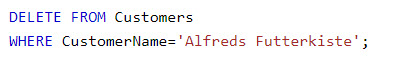 DELETE FROM Customers
WHERE CustomerName='Alfreds Futterkiste';